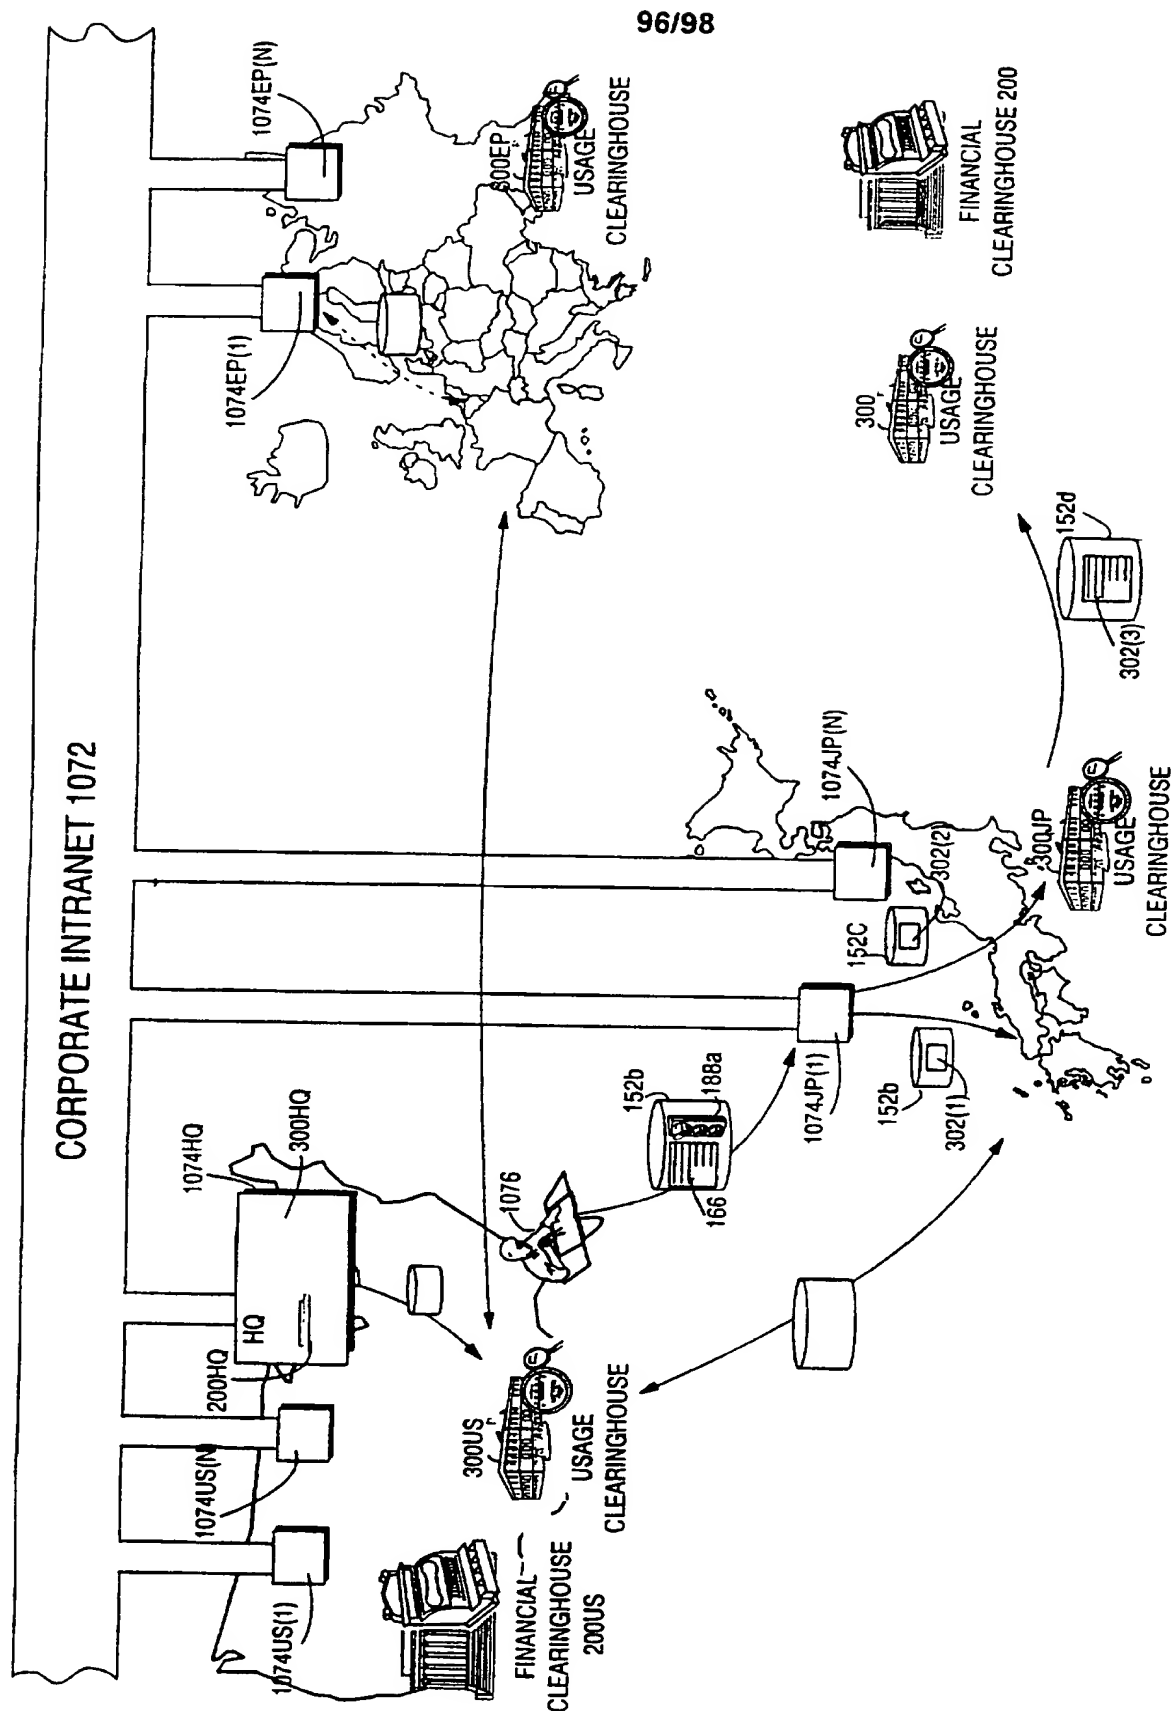 96/98
CORPORATE INTRANET 1072
1074US(1)
1074US(N
200HQ
HQ
1074HQ
300HQ
1074EP(1)
1074EP(N)
FINANCIAL
CLEARINGHOUSE
200US
300US
USAGE
CLEARINGHOUSE
1076
152b
188a
166
1074JP(1)
1074JP(N)
152C
302(2)
152b
302(1)
300JP
USAGE
CLEARINGHOUSE
152d
302(3)
300
USAGE
CLEARINGHOUSE
FINANCIAL
CLEARINGHOUSE 200
300EP
USAGE
CLEARINGHOUSE